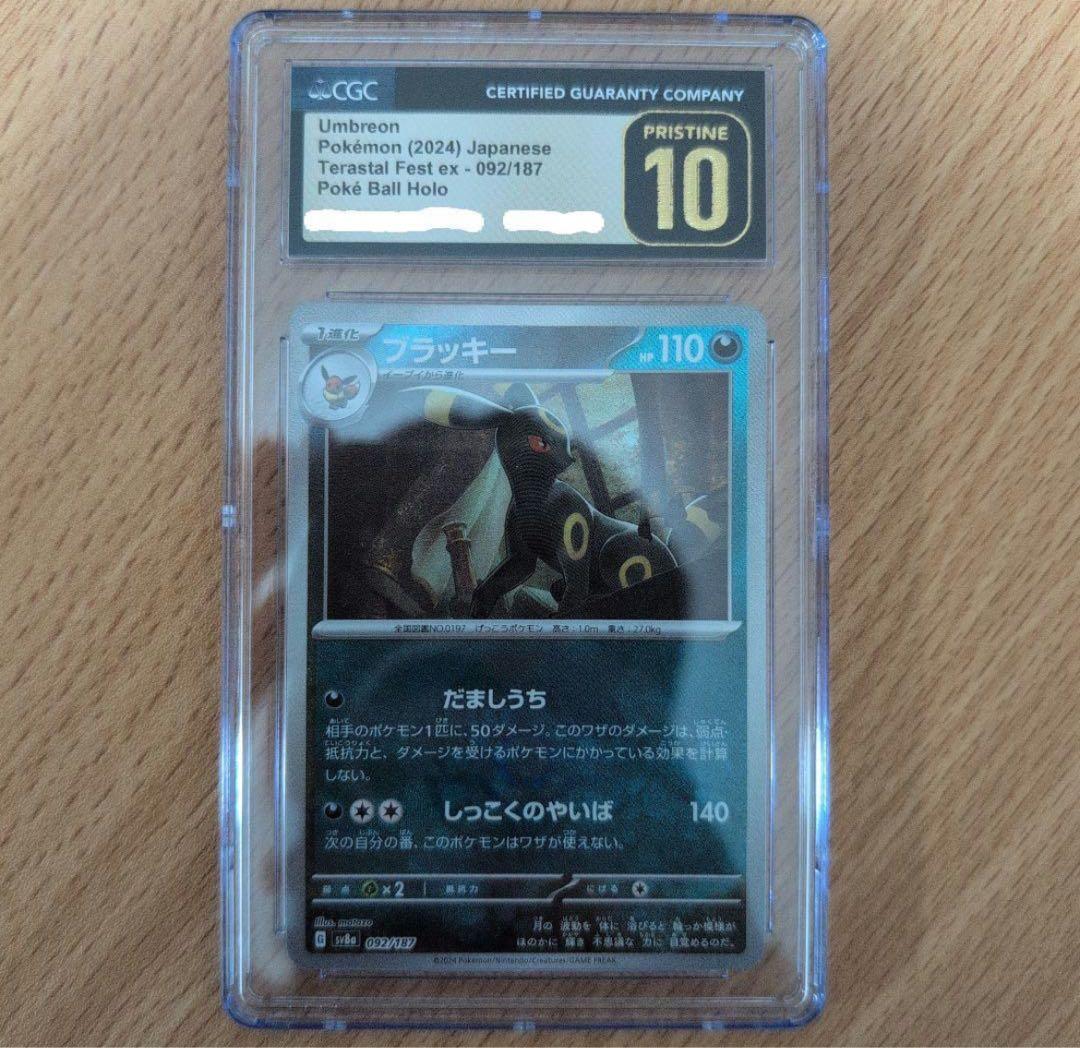 CGC CERTIFIED GUARANTY COMPANY
Umbreon
Pokémon (2024) Japanese
Terastal Fest ex - 092/187
Poké Ball Holo
PRISTINE
10
1進化
ブラッキー
HP 110
イーブイから進化
全国図鑑NO.0197 げっこうポケモン 高さ:1.0m 重さ:27.0kg
だましうち
相手のポケモン1匹に、50ダメージ。このワザのダメージは、弱点・
抵抗力と、ダメージを受けるポケモンにかかっている効果を計算
しない。
しっこくのやいば 140
次の自分の番、このポケモンはワザが使えない。
弱点 ×2 抵抗力 にげる
Illus. matazo
G sv8a 092/187
月の波動を体に浴びると輪っか模様が
ほのかに輝き不思議な力に目覚めるのだ。
©2024 Pokémon/Nintendo/Creatures/GAME FREAK